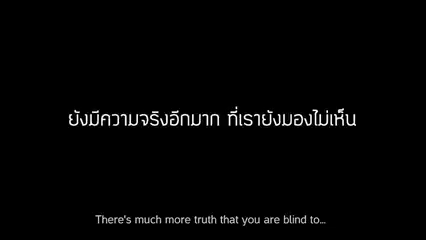 ยังมีความจริงอีกมาก ที่เรายังมองไม่เห็น
There's much more truth that you are blind to...